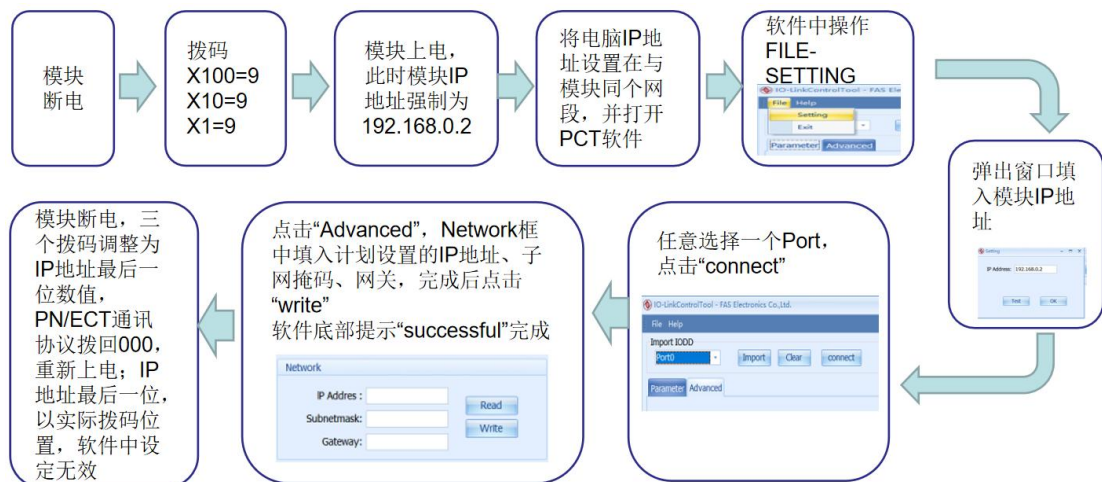 模块
断电
拨码
X100=9
X10=9
X1=9
模块上电，
此时模块IP
地址强制为
192.168.0.2
将电脑IP地
址设置在与
模块同个网
段，并打开
PCT软件
软件中操作
FILE-
SETTING
IO-LinkControlTool - FAS Ele
File Help
Setting
Exit
Parameter Advanced
弹出窗口填
入模块IP地
址
Setting
IP Address: 192.168.0.2
Test OK
任意选择一个Port，
点击“connect”
IO-LinkControlTool - FAS Electronics Co.,Ltd.
File Help
Import IODD
Port0 Import Clear connect
Parameter Advanced
点击“Advanced”，Network框
中填入计划设置的IP地址、子
网掩码、网关，完成后点击
“write”
软件底部提示“successful”完成
Network
IP Addres :
Read
Subnetmask:
Write
Gateway:
模块断电，三
个拨码调整为
IP地址最后一
位数值，
PN/ECT通讯
协议拨回000，
重新上电；IP
地址最后一位，
以实际拨码位
置，软件中设
定无效